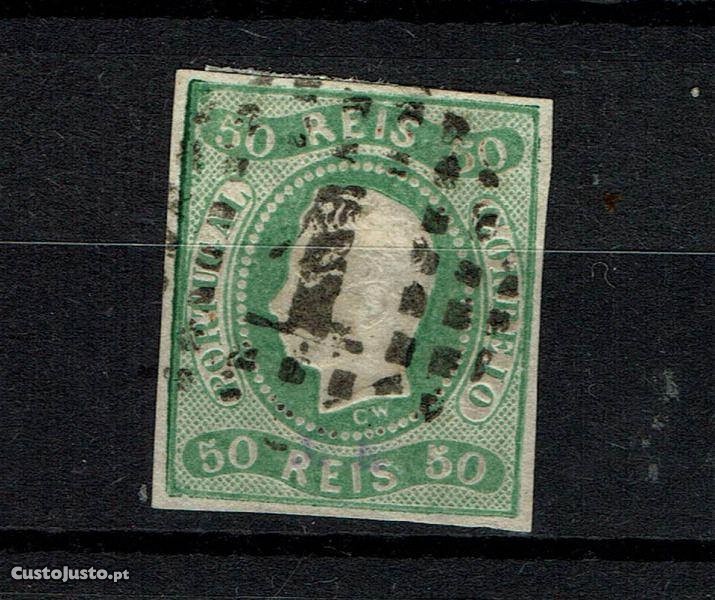 50 REIS 50
PORTUGAL
CORREIO
CW
50 REIS 50
CustoJusto.pt